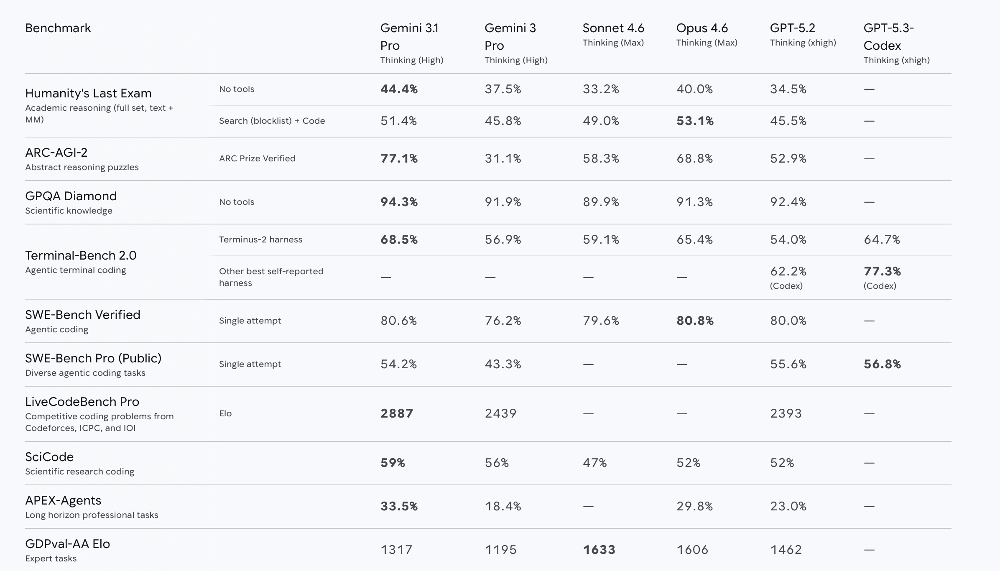 Benchmark
Gemini 3.1
Pro
Thinking (High)
Gemini 3
Pro
Thinking (High)
Sonnet 4.6
Thinking (Max)
Opus 4.6
Thinking (Max)
GPT-5.2
Thinking (xhigh)
GPT-5.3-
Codex
Thinking (xhigh)
Humanity's Last Exam
Academic reasoning (full set, text +
MM)
No tools 44.4% 37.5% 33.2% 40.0% 34.5% —
Search (blocklist) + Code 51.4% 45.8% 49.0% 53.1% 45.5% —
ARC-AGI-2
Abstract reasoning puzzles
ARC Prize Verified 77.1% 31.1% 58.3% 68.8% 52.9% —
GPQA Diamond
Scientific knowledge
No tools 94.3% 91.9% 89.9% 91.3% 92.4% —
Terminal-Bench 2.0
Agentic terminal coding
Terminus-2 harness 68.5% 56.9% 59.1% 65.4% 54.0% 64.7%
Other best self-reported
harness
— — — — 62.2% 77.3%
(Codex) (Codex)
SWE-Bench Verified
Agentic coding
Single attempt 80.6% 76.2% 79.6% 80.8% 80.0% —
SWE-Bench Pro (Public)
Diverse agentic coding tasks
Single attempt 54.2% 43.3% — — 55.6% 56.8%
LiveCodeBench Pro
Competitive coding problems from
Codeforces, ICPC, and IOI
Elo 2887 2439 — — 2393 —
SciCode
Scientific research coding
59% 56% 47% 52% 52% —
APEX-Agents
Long horizon professional tasks
33.5% 18.4% — 29.8% 23.0% —
GDPval-AA Elo
Expert tasks
1317 1195 1633 1606 1462 —